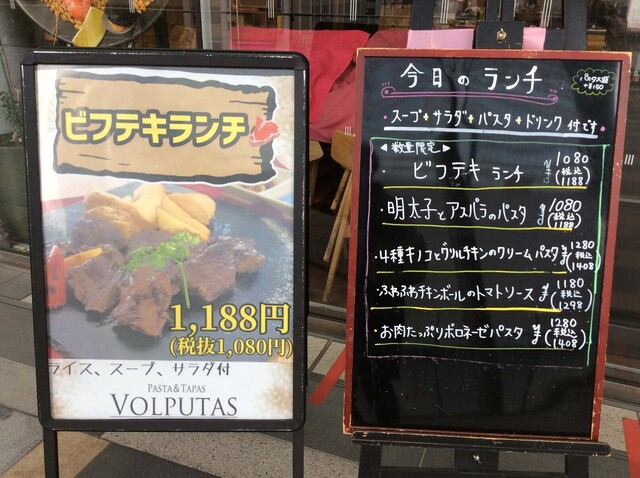 ビフテキランチ
1,188円
(税抜1,080円)
ライス、スープ、サラダ付
PASTA&TAPAS
VOLPUTAS
今日のランチ
パスタ大盛
+¥150
・スープ+サラダ+パスタ+ドリンク付です
◀数量限定▶
・ビフテキランチ ¥1080
(税込1188)
・明太子とアスパラのパスタ ¥1080
(税込1188)
・4種キノコとグリルチキンのクリームパスタ ¥1280
(税込1408)
・ふわふわチキンボールのトマトソース ¥1180
(税込1298)
・お肉たっぷりボロネーゼパスタ ¥1280
(税込1408)